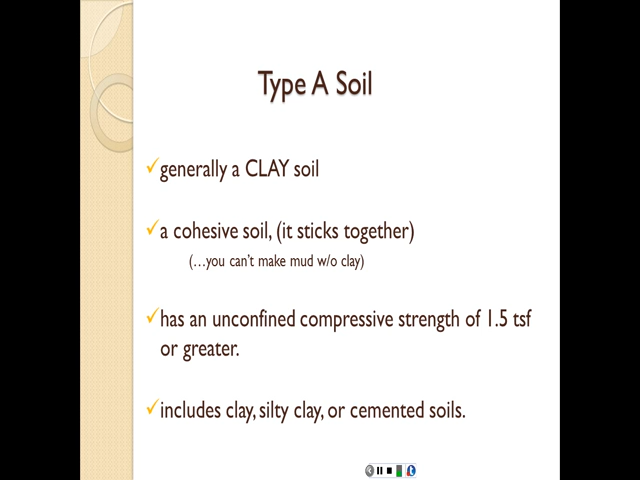 Type A Soil
generally a CLAY soil
a cohesive soil, (it sticks together)
(...you can't make mud w/o clay)
has an unconfined compressive strength of 1.5 tsf
or greater.
includes clay, silty clay, or cemented soils.